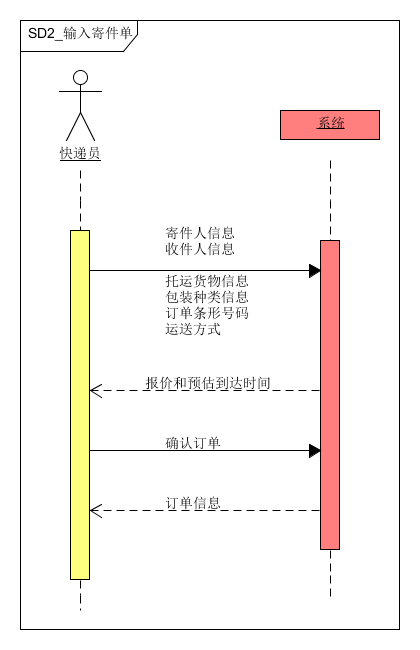 SD2_输入寄件单
快递员
系统
寄件人信息
收件人信息
托运货物信息
包装种类信息
订单条形号码
运送方式
报价和预估到达时间
确认订单
订单信息